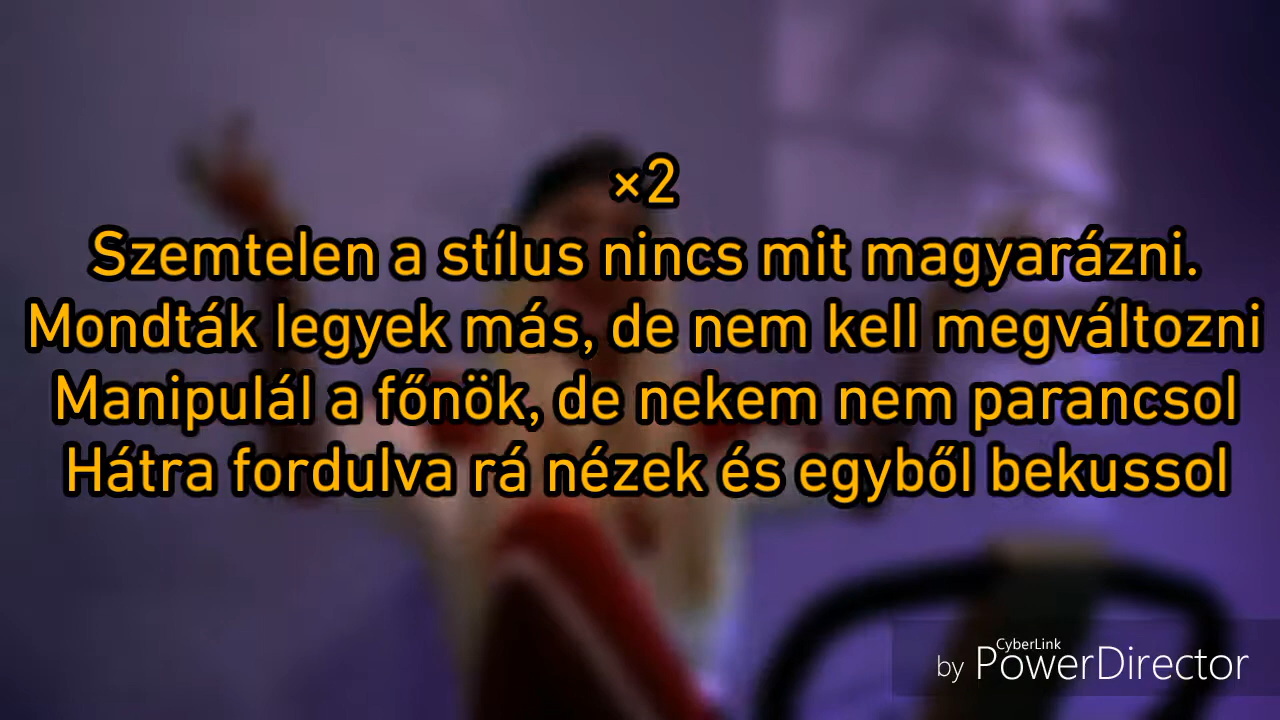 ×2
Szemtelen a stílus nincs mit magyarázni.
Mondták legyek más, de nem kell megváltozni
Manipulál a főnök, de nekem nem parancsol
Hátra fordulva rá nézek és egyből bekussol
CyberLink
by PowerDirector